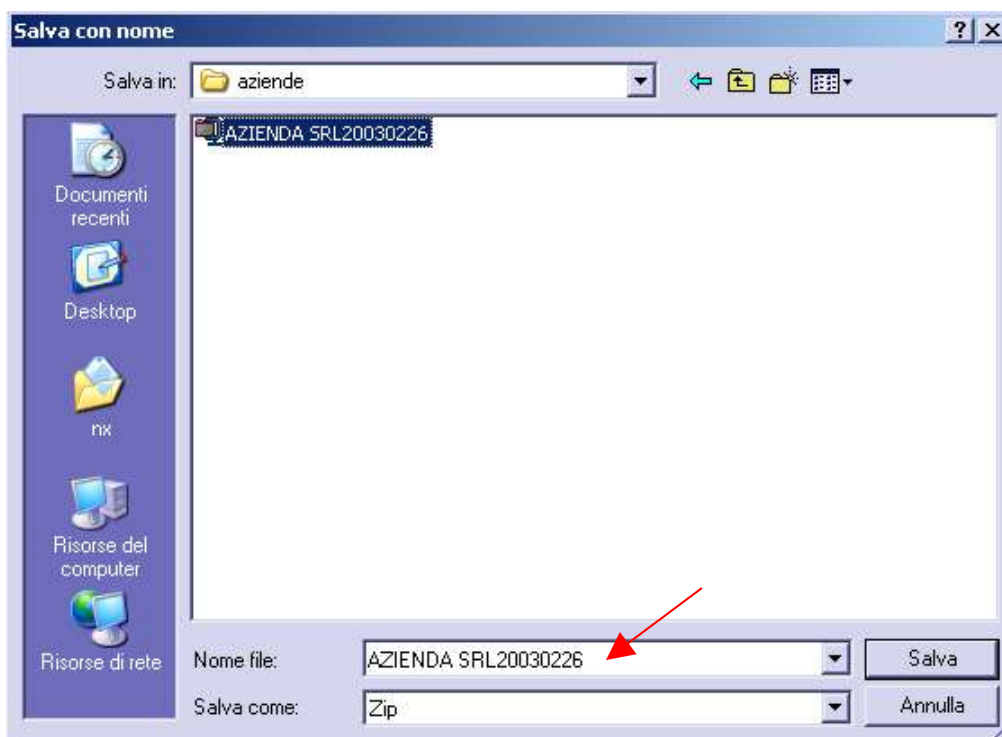 Salva con nome
Salva in: aziende
AZIENDA SRL20030226
Documenti
recenti
Desktop
nx
Risorse del
computer
Risorse di rete
Nome file: AZIENDA SRL20030226 Salva
Salva come: Zip Annulla